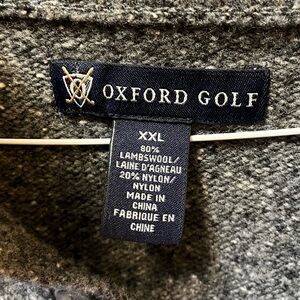 OXFORD GOLF
XXL
80%
LAMBSWOOL/
LAINE D'AGNEAU
20% NYLON/
NYLON
MADE IN
CHINA
FABRIQUE EN
CHINE